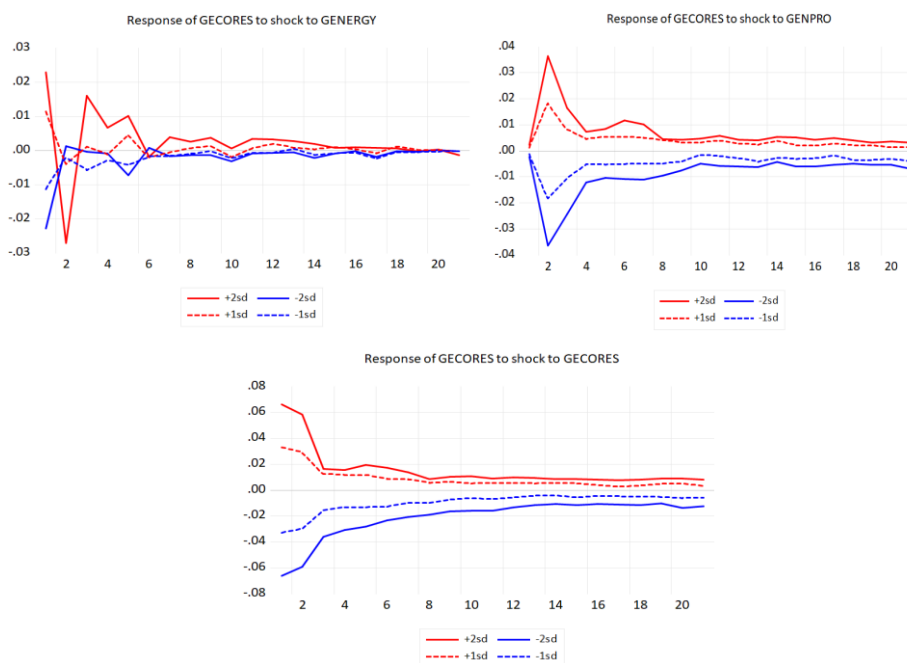 Response of GECORES to shock to GENERGY
.03
.02
.01
.00
-.01
-.02
-.03
2 4 6 8 10 12 14 16 18 20
+2sd -2sd
+1sd -1sd
Response of GECORES to shock to GENPRO
.04
.03
.02
.01
.00
-.01
-.02
-.03
-.04
2 4 6 8 10 12 14 16 18 20
+2sd -2sd
+1sd -1sd
Response of GECORES to shock to GECORES
.08
.06
.04
.02
.00
-.02
-.04
-.06
-.08
2 4 6 8 10 12 14 16 18 20
+2sd -2sd
+1sd -1sd